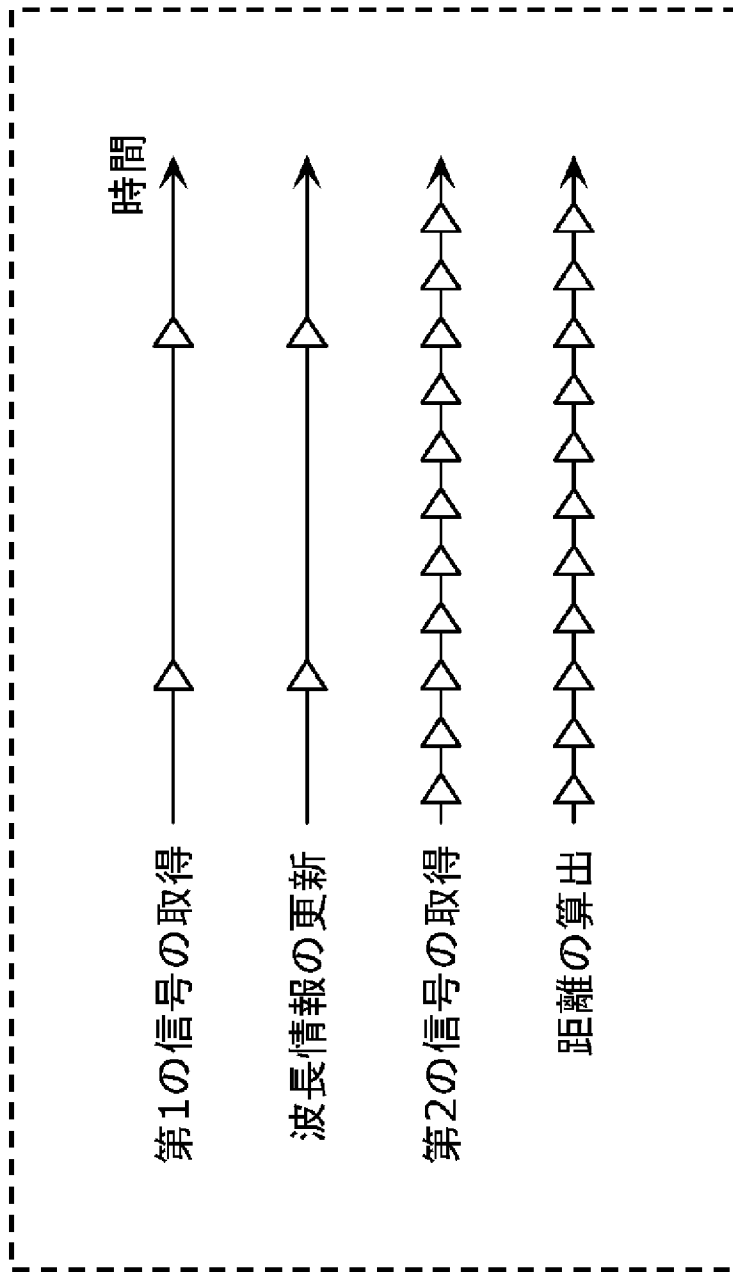 時間
第1の信号の取得
波長情報の更新
第2の信号の取得
距離の算出